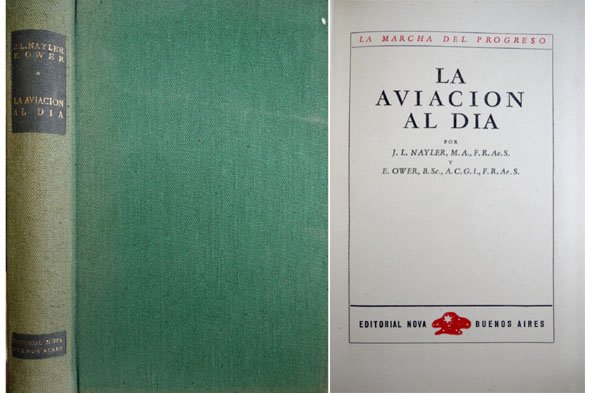 J. L. NAYLER
E. OWER
LA AVIACION
AL DIA
EDITORIAL NOVA
BUENOS AIRES
LA MARCHA DEL PROGRESO
LA
AVIACION
AL DIA
POR
J. L. NAYLER, M. A., F. R. Ae. S.
Y
E. OWER, B. Sc., A. C. G. I., F. R. Ae. S.
EDITORIAL NOVA BUENOS AIRES